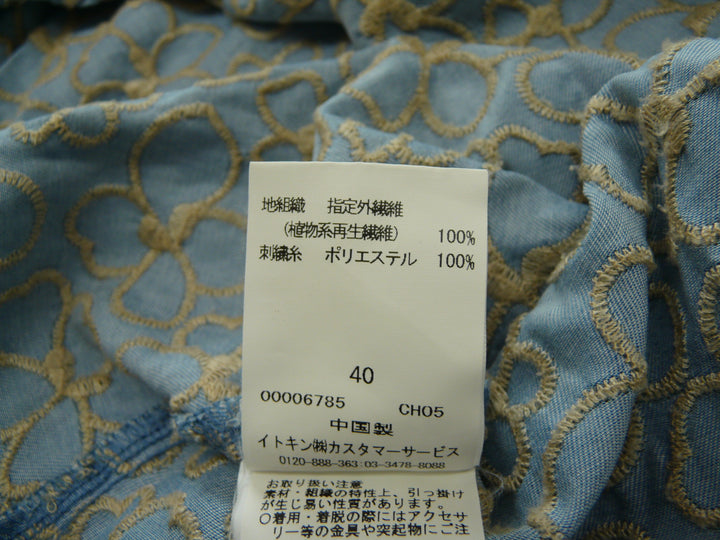 地組織 指定外繊維
(植物系再生繊維) 100%
刺繍糸 ポリエステル 100%
40
00006785 CH05
中国製
イトキン㈱カスタマーサービス
0120-888-363:03-3478-8088
お取り扱い注意
素材・組織の特性上、引っ掛け
が生じ易い性質があります。
○着用・着脱の際にはアクセサ
リー等の金具や突起物にご注